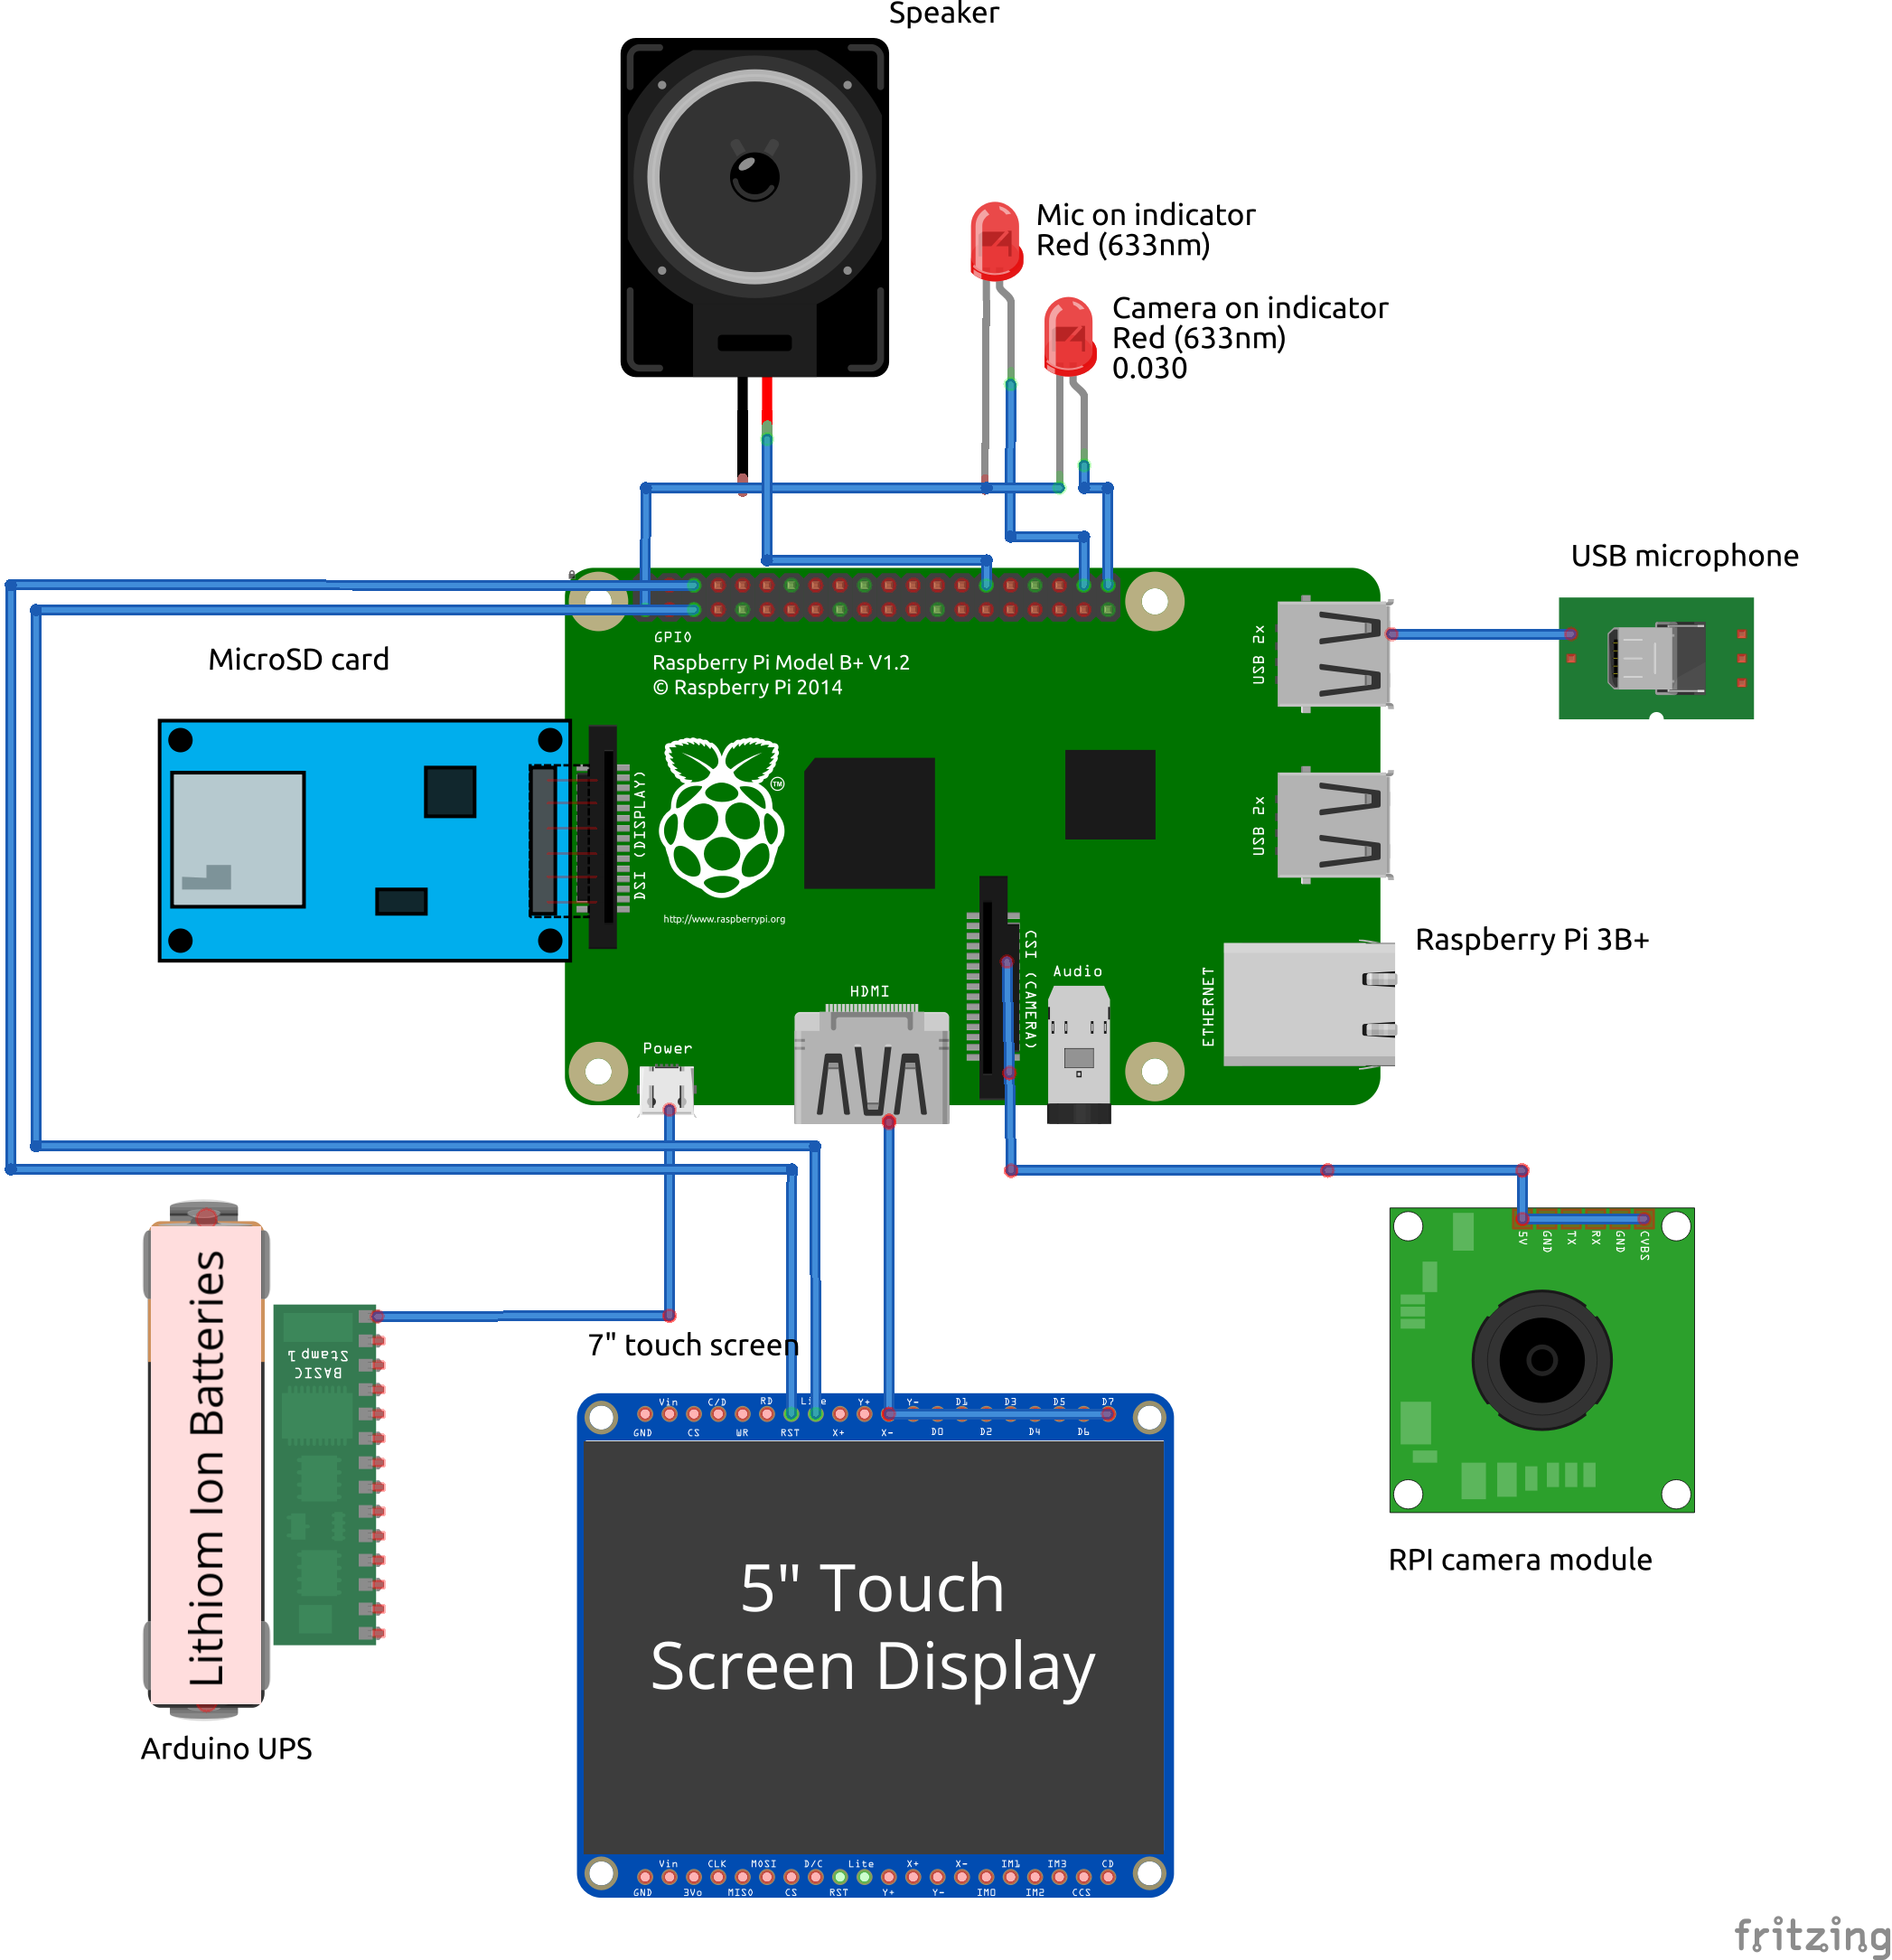 Speaker
Mic on indicator
Red (633nm)
Camera on indicator
Red (633nm)
0.030
USB microphone
GPIO
Raspberry Pi Model B+ V1.2
© Raspberry Pi 2014
USB 2x
MicroSD card
DSI (DISPLAY)
TM
http://www.raspberrypi.org
USB 2x
Raspberry Pi 3B+
CSI (CAMERA)
Audio
HDMI
ETHERNET
Power
5V GND TX RX GND CVBS
Lithiom Ion Batteries
BASIC
Stamp 1
7" touch screen
Vin C/D RD Lite Y+ Y- D1 D3 D5 D7
GND CS WR RST X+ X- D0 D2 D4 D6
RPI camera module
5" Touch
Screen Display
Arduino UPS
Vin CLK MOSI D/C Lite X+ X- IM1 IM3 CD
GND 3Vo MISO CS RST Y+ Y- IM0 IM2 CCS
fritzing